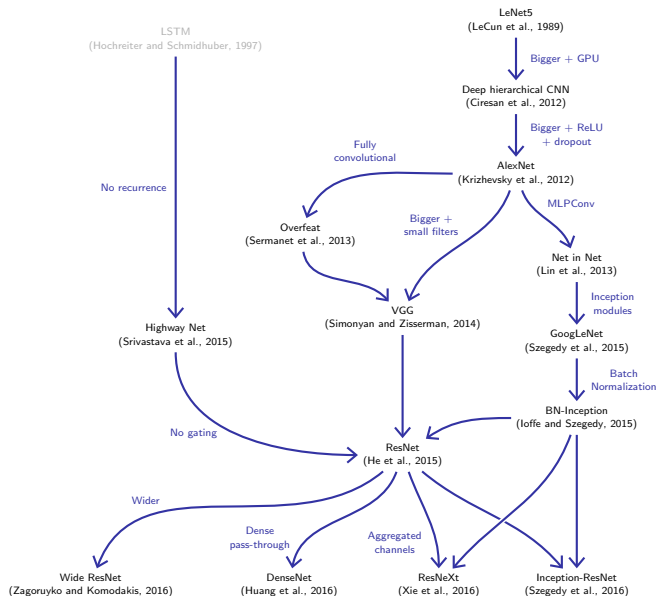 LeNet5
(LeCun et al., 1989)
LSTM
(Hochreiter and Schmidhuber, 1997)
Bigger + GPU
Deep hierarchical CNN
(Ciresan et al., 2012)
Bigger + ReLU
+ dropout
Fully
convolutional
AlexNet
(Krizhevsky et al., 2012)
No recurrence
MLPConv
Bigger +
small filters
Overfeat
(Sermanet et al., 2013)
Net in Net
(Lin et al., 2013)
Inception
modules
VGG
(Simonyan and Zisserman, 2014)
Highway Net
(Srivastava et al., 2015)
GoogLeNet
(Szegedy et al., 2015)
Batch
Normalization
BN-Inception
(Ioffe and Szegedy, 2015)
No gating
ResNet
(He et al., 2015)
Wider
Dense
pass-through
Aggregated
channels
Wide ResNet
(Zagoruyko and Komodakis, 2016)
DenseNet
(Huang et al., 2016)
ResNeXt
(Xie et al., 2016)
Inception-ResNet
(Szegedy et al., 2016)